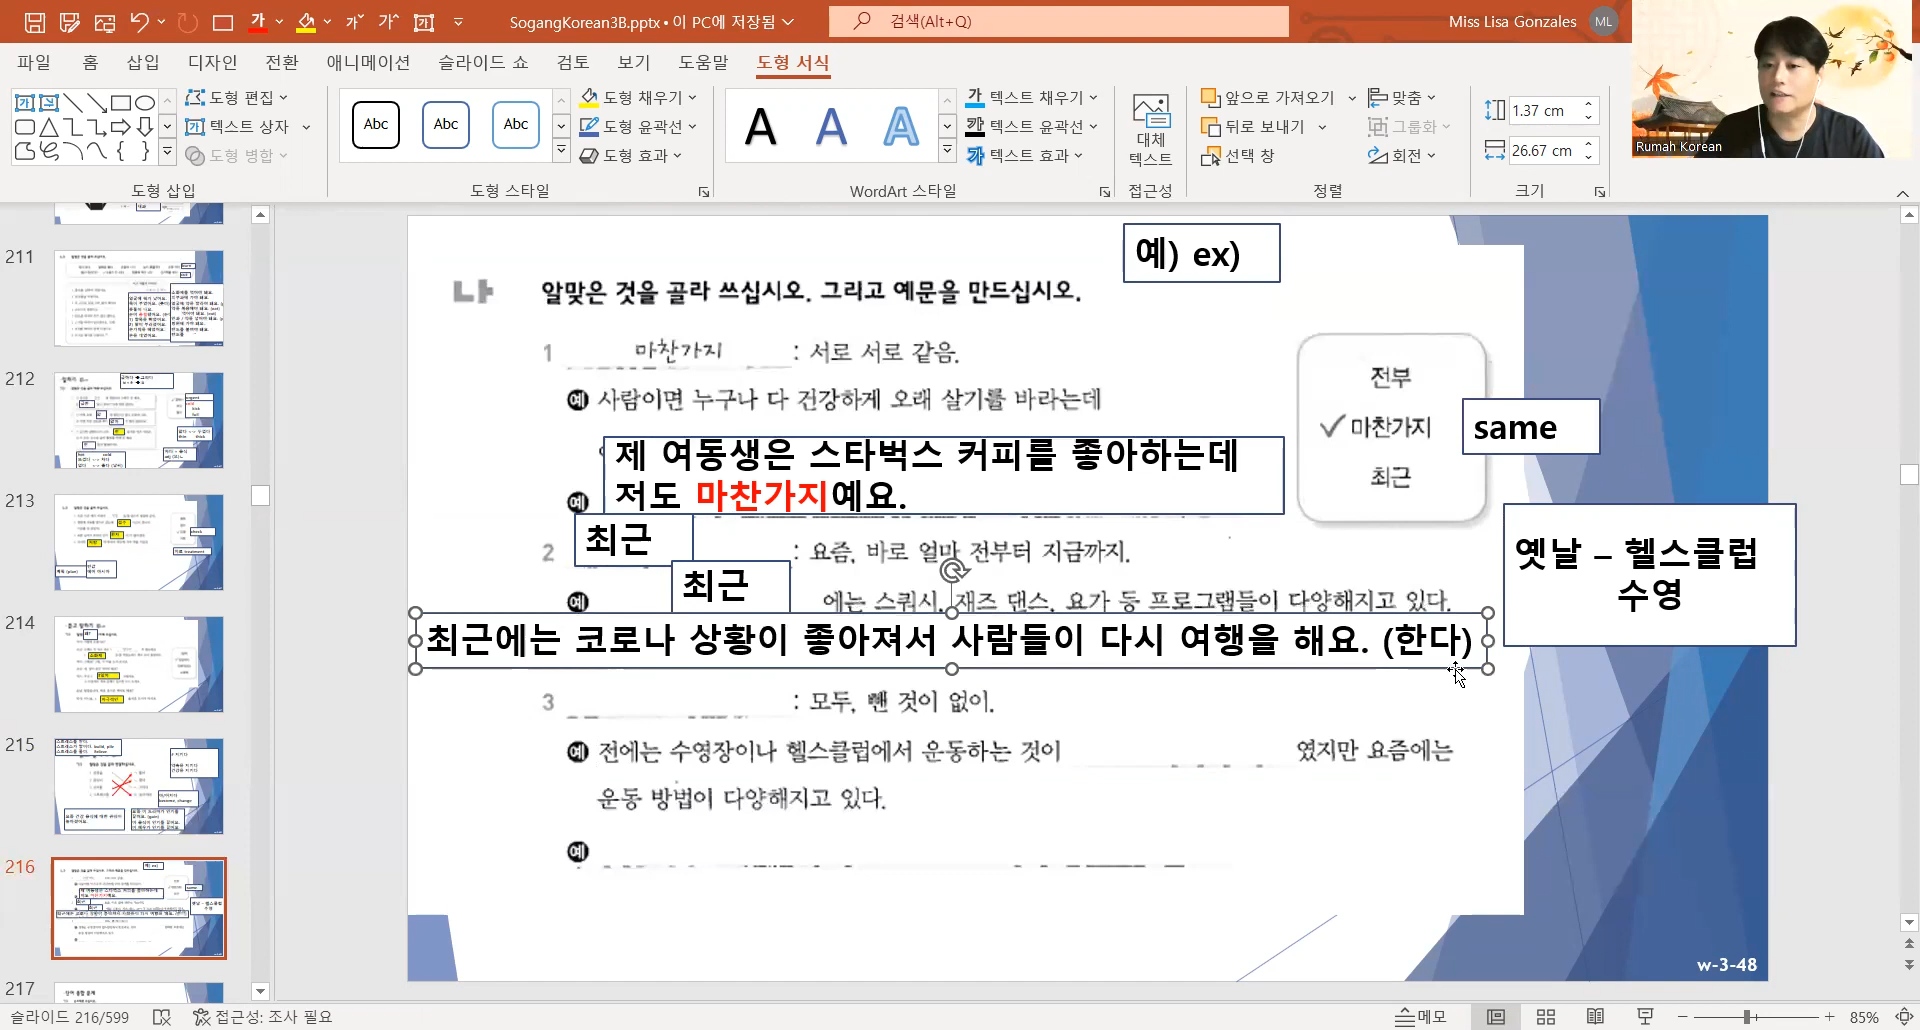 SogangKorean3B.pptx • 이 PC에 저장됨
검색(Alt+Q)
Miss Lisa Gonzales
ML
파일 홈 삽입 디자인 전환 애니메이션 슬라이드 쇼 검토 보기 도움말 도형 서식
도형 편집
텍스트 상자
도형 병합
도형 삽입
Abc Abc Abc
도형 채우기
도형 윤곽선
도형 효과
도형 스타일
A A A
텍스트 채우기
텍스트 윤곽선
텍스트 효과
WordArt 스타일
대체
텍스트
접근성
앞으로 가져오기
뒤로 보내기
선택 창
맞춤
그룹화
회전
정렬
1.37 cm
26.67 cm
크기
Rumah Korean
211
212
213
214
215
216
217
예) ex)
나 알맞은 것을 골라 쓰십시오. 그리고 예문을 만드십시오.
1 마찬가지 : 서로 서로 같음.
예 사람이면 누구나 다 건강하게 오래 살기를 바라는데
제 여동생은 스타벅스 커피를 좋아하는데
예 저도 마찬가지예요.
전부
✓ 마찬가지
최근
same
옛날 – 헬스클럽
수영
최근
2 : 요즘, 바로 얼마 전부터 지금까지.
최근
예 에는 스쿼시, 재즈 댄스, 요가 등 프로그램들이 다양해지고 있다.
최근에는 코로나 상황이 좋아져서 사람들이 다시 여행을 해요. (한다)
3 : 모두, 뺀 것이 없이.
예 전에는 수영장이나 헬스클럽에서 운동하는 것이 였지만 요즘에는
운동 방법이 다양해지고 있다.
예
w-3-48
슬라이드 216/599
접근성: 조사 필요
메모
85%